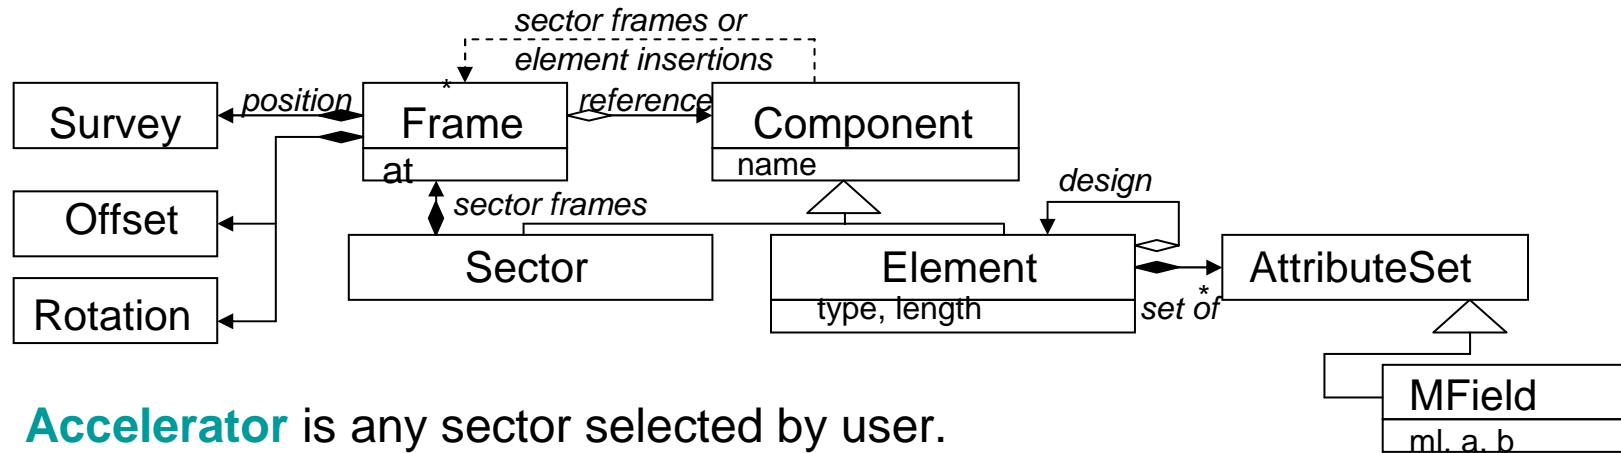 sector frames or
element insertions
*
position
reference
Survey
Frame
Component
at
name
design
Offset
sector frames
Sector
Element
AttributeSet
type, length
*
set of
Rotation
MField
ml, a, b
Accelerator is any sector selected by user.